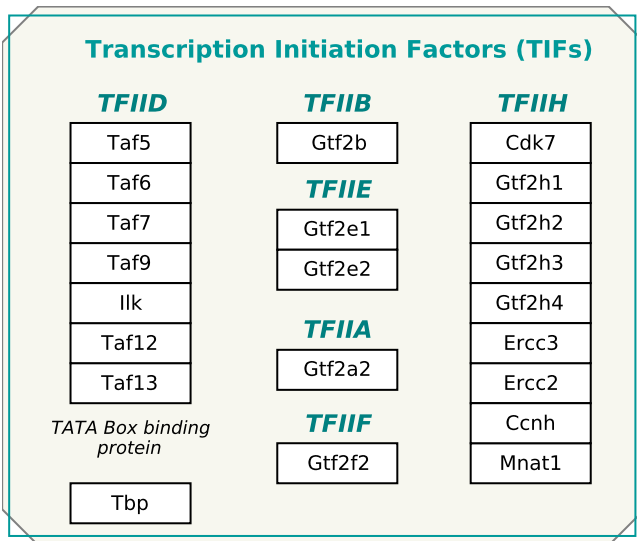 Transcription Initiation Factors (TIFs)
TFIID
Taf5
Taf6
Taf7
Taf9
Ilk
Taf12
Taf13
TATA Box binding
protein
Tbp
TFIIB
Gtf2b
TFIIE
Gtf2e1
Gtf2e2
TFIIA
Gtf2a2
TFIIF
Gtf2f2
TFIIH
Cdk7
Gtf2h1
Gtf2h2
Gtf2h3
Gtf2h4
Ercc3
Ercc2
Ccnh
Mnat1